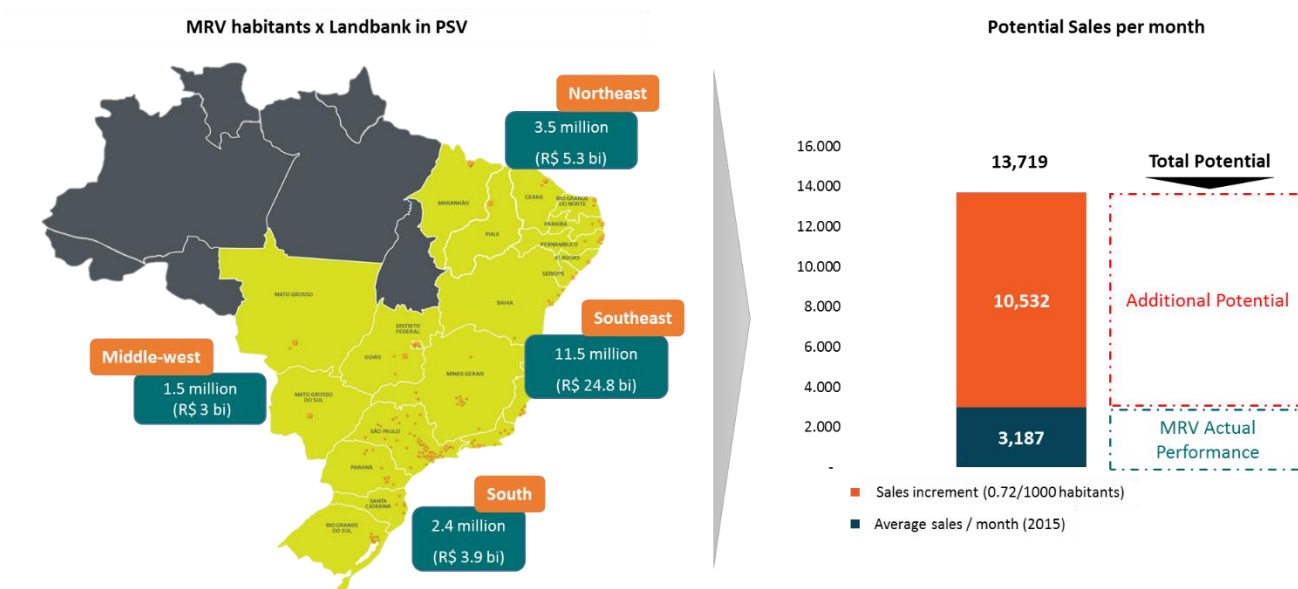 MRV habitants x Landbank in PSV
Northeast
3.5 million
(R$ 5.3 bi)
MARANHÃO
CEARÁ
RIO GRANDE
DO NORTE
PARAÍBA
PIAUÍ
PERNAMBUCO
ALAGOAS
SERGIPE
MATO GROSSO
BAHIA
DISTRITO
FEDERAL
GOIÁS
Southeast
11.5 million
(R$ 24.8 bi)
Middle-west
1.5 million
(R$ 3 bi)
MINAS GERAIS
MATO GROSSO
DO SUL
SÃO PAULO
PARANÁ
South
SANTA
CATARINA
2.4 million
(R$ 3.9 bi)
RIO GRANDE
DO SUL
Potential Sales per month
16.000
14.000
12.000
10.000
8.000
6.000
4.000
2.000
-
13,719
Total Potential
10,532
Additional Potential
3,187
MRV Actual
Performance
Sales increment (0.72/1000 habitants)
Average sales / month (2015)